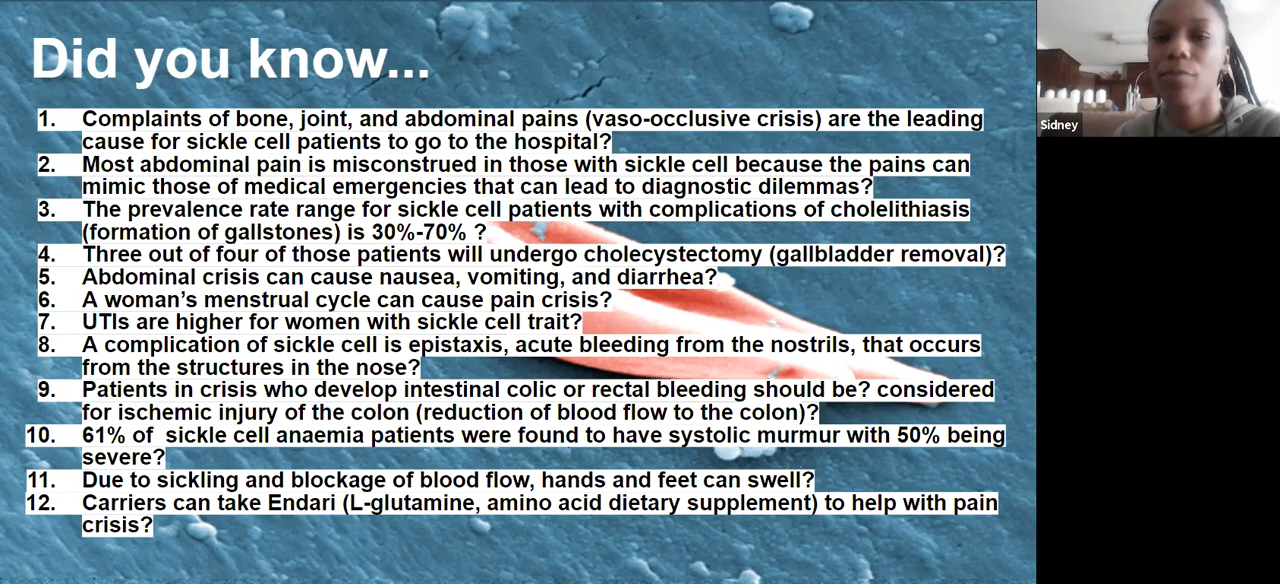 Did you know...
1. Complaints of bone, joint, and abdominal pains (vaso-occlusive crisis) are the leading
cause for sickle cell patients to go to the hospital?
2. Most abdominal pain is misconstrued in those with sickle cell because the pains can
mimic those of medical emergencies that can lead to diagnostic dilemmas?
3. The prevalence rate range for sickle cell patients with complications of cholelithiasis
(formation of gallstones) is 30%-70% ?
4. Three out of four of those patients will undergo cholecystectomy (gallbladder removal)?
5. Abdominal crisis can cause nausea, vomiting, and diarrhea?
6. A woman's menstrual cycle can cause pain crisis?
7. UTIs are higher for women with sickle cell trait?
8. A complication of sickle cell is epistaxis, acute bleeding from the nostrils, that occurs
from the structures in the nose?
9. Patients in crisis who develop intestinal colic or rectal bleeding should be? considered
for ischemic injury of the colon (reduction of blood flow to the colon)?
10. 61% of  sickle cell anaemia patients were found to have systolic murmur with 50% being
severe?
11. Due to sickling and blockage of blood flow, hands and feet can swell?
12. Carriers can take Endari (L-glutamine, amino acid dietary supplement) to help with pain
crisis?
Sidney